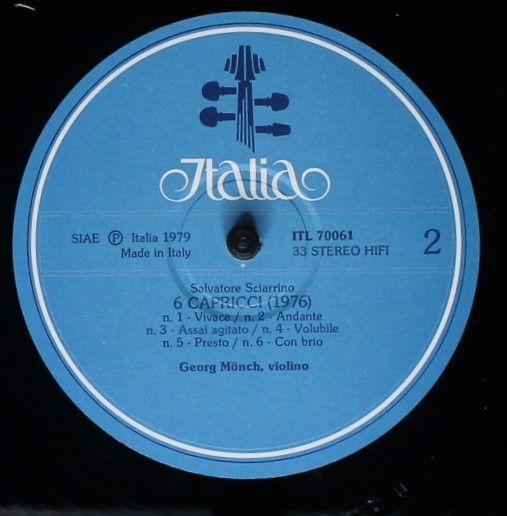 Italia
SIAE Ⓟ Italia 1979
Made in Italy
ITL 70061
33 STEREO HIFI
2
Salvatore Sciarrino
6 CAPRICCI (1976)
n. 1 - Vivace / n. 2 - Andante
n. 3 - Assai agitato / n. 4 - Volubile
n. 5 - Presto / n. 6 - Con brio
Georg Mönch, violino